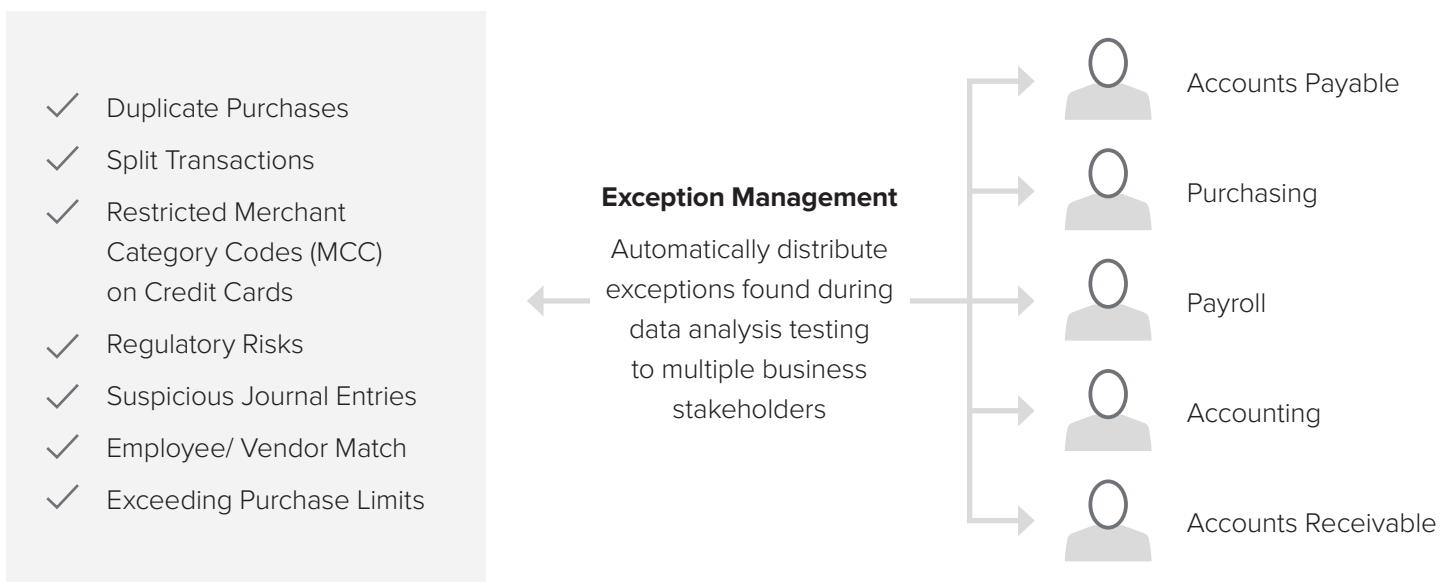 Duplicate Purchases
Split Transactions
Restricted Merchant
Category Codes (MCC)
on Credit Cards
Regulatory Risks
Suspicious Journal Entries
Employee/ Vendor Match
Exceeding Purchase Limits
Exception Management
Automatically distribute
exceptions found during
data analysis testing
to multiple business
stakeholders
Accounts Payable
Purchasing
Payroll
Accounting
Accounts Receivable